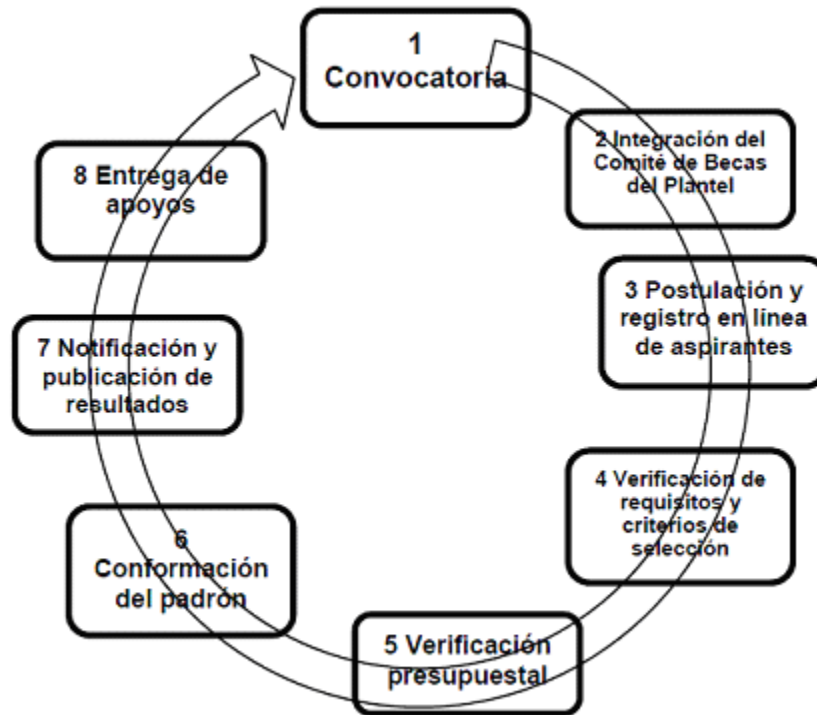 1
Convocatoria
2 Integración del
Comité de Becas
del Plantel
3 Postulación y
registro en línea
de aspirantes
4 Verificación de
requisitos y
criterios de
selección
5 Verificación
presupuestal
6
Conformación
del padrón
7 Notificación y
publicación de
resultados
8 Entrega de
apoyos